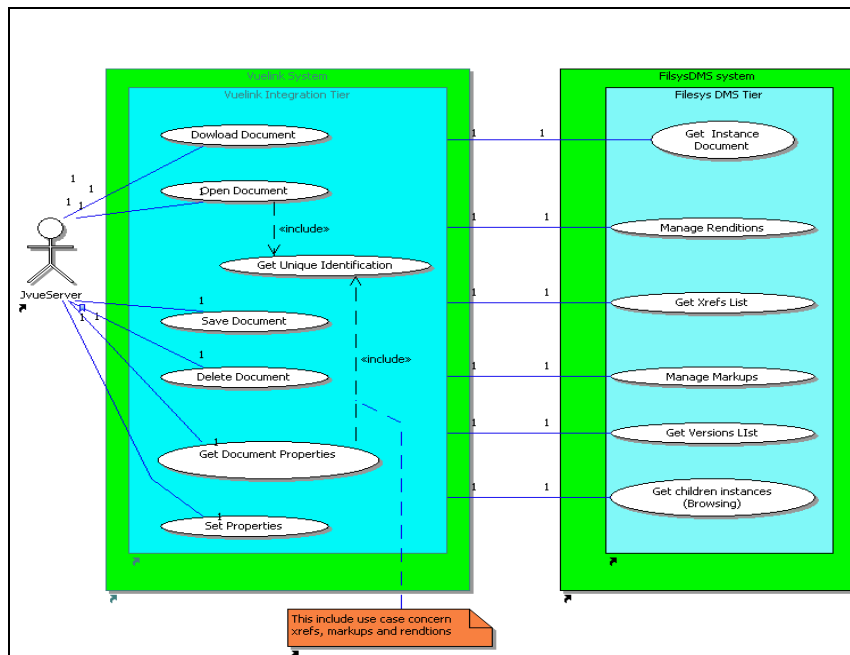 Vuelink System
Vuelink Integration Tier
Dowload Document
1
1
1
1
1
Open Document
«include»
Get Unique Identification
JvueServer
1
Save Document
1
1
«include»
1
Delete Document
1
Get Document Properties
1
Set Properties
This include use case concern
xrefs, markups and rendtions
FilsysDMS system
Filesys DMS Tier
1
1
Get Instance
Document
1
1
Manage Renditions
1
1
Get Xrefs List
1
1
Manage Markups
1
1
Get Versions LIst
1
1
Get children instances
(Browsing)